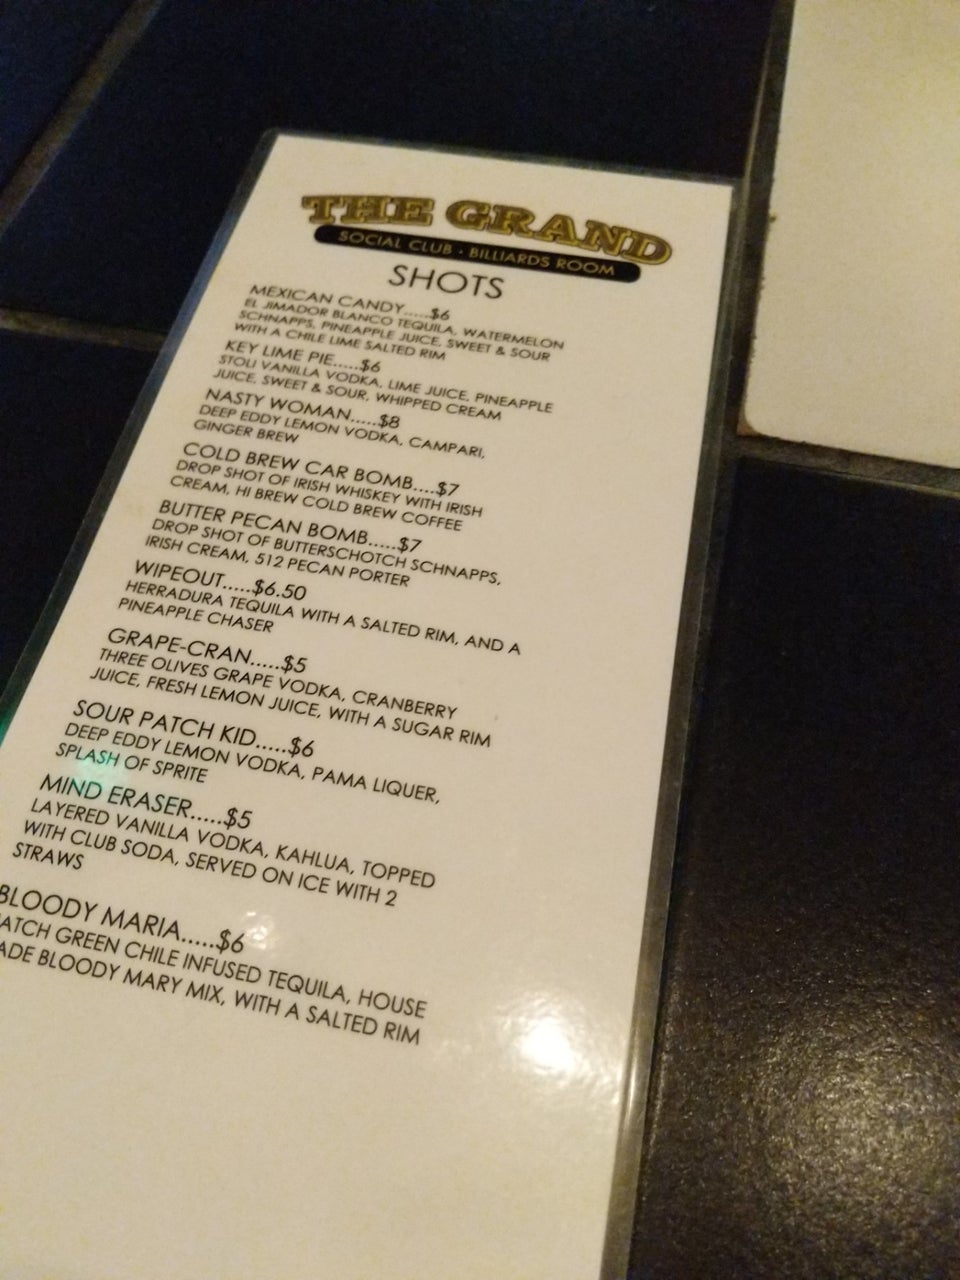 THE GRAND
SOCIAL CLUB - BILLIARDS ROOM
SHOTS
MEXICAN CANDY.....$6
EL JIMADOR BLANCO TEQUILA, WATERMELON
SCHNAPPS, PINEAPPLE JUICE, SWEET & SOUR
WITH A CHILE LIME SALTED RIM
KEY LIME PIE.....$6
STOLI VANILLA VODKA, LIME JUICE, PINEAPPLE
JUICE, SWEET & SOUR, WHIPPED CREAM
NASTY WOMAN.....$8
DEEP EDDY LEMON VODKA, CAMPARI,
GINGER BREW
COLD BREW CAR BOMB....$7
DROP SHOT OF IRISH WHISKEY WITH IRISH
CREAM, HI BREW COLD BREW COFFEE
BUTTER PECAN BOMB.....$7
DROP SHOT OF BUTTERSCHOTCH SCHNAPPS,
IRISH CREAM, 512 PECAN PORTER
WIPEOUT.....$6.50
HERRADURA TEQUILA WITH A SALTED RIM, AND A
PINEAPPLE CHASER
GRAPE-CRAN.....$5
THREE OLIVES GRAPE VODKA, CRANBERRY
JUICE, FRESH LEMON JUICE, WITH A SUGAR RIM
SOUR PATCH KID.....$6
DEEP EDDY LEMON VODKA, PAMA LIQUER,
SPLASH OF SPRITE
MIND ERASER.....$5
LAYERED VANILLA VODKA, KAHLUA, TOPPED
WITH CLUB SODA, SERVED ON ICE WITH 2
STRAWS
BLOODY MARIA.....$6
ATCH GREEN CHILE INFUSED TEQUILA, HOUSE
ADE BLOODY MARY MIX, WITH A SALTED RIM